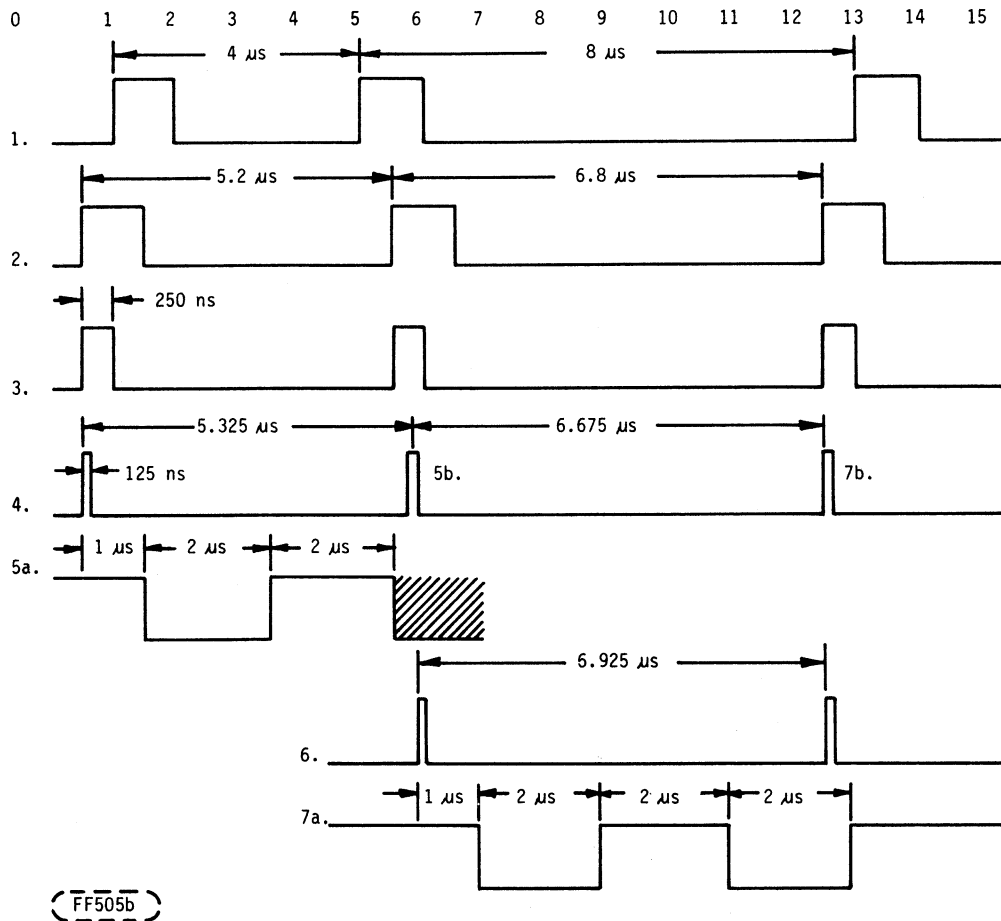 0 1 2 3 4 5 6 7 8 9 10 11 12 13 14 15
4 µs 8 µs
1.
5.2 µs 6.8 µs
2.
250 ns
3.
5.325 µs 6.675 µs
125 ns 5b. 7b.
4.
1 µs 2 µs 2 µs
5a.
6.925 µs
6.
1 µs 2 µs 2 µs 2 µs
7a.
FF505b